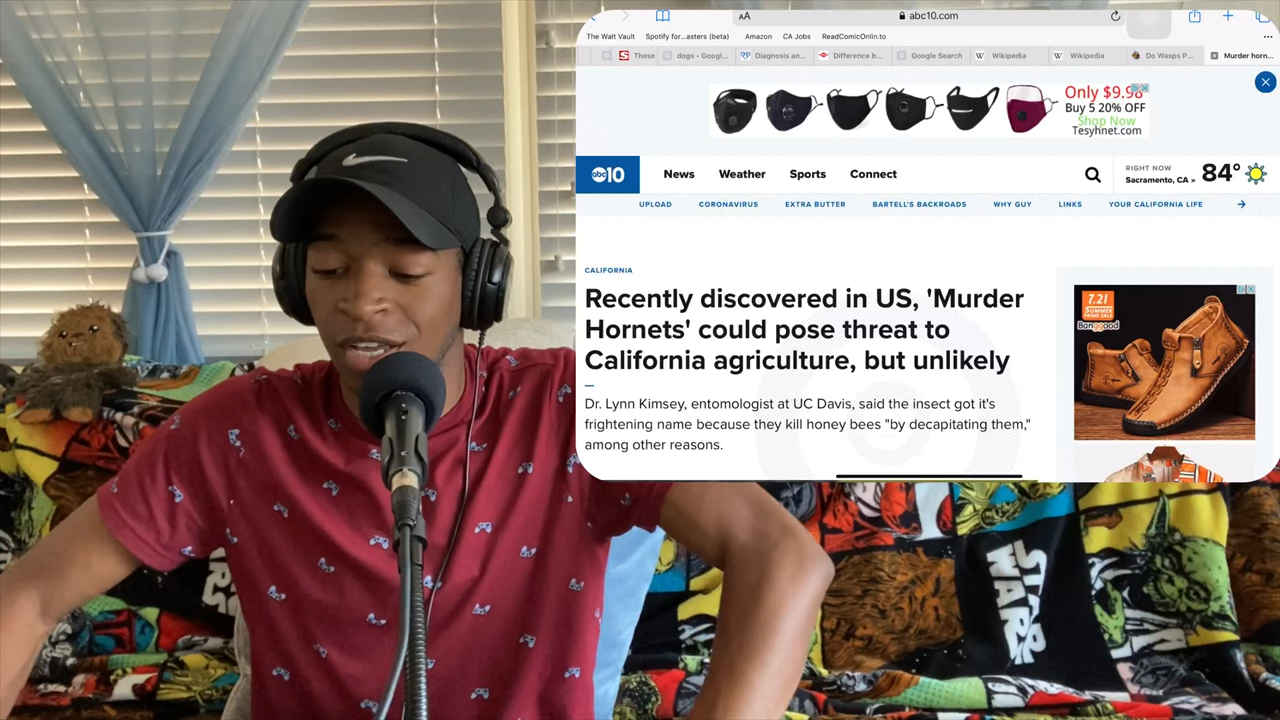 AA
abc10.com
The Walt Vault
Spotify for...asters (beta)
Amazon
CA Jobs
ReadComicOnlin.to
S
These
dogs - Googl...
Diagnosis an...
Difference b...
G
Google Search
W
Wikipedia
W
Wikipedia
Do Wasps P...
Murder horn...
Only $9.98
Buy 5 20% OFF
Shop Now
Tesyhnet.com
abc10
News
Weather
Sports
Connect
RIGHT NOW
Sacramento, CA »
84°
UPLOAD
CORONAVIRUS
EXTRA BUTTER
BARTELL'S BACKROADS
WHY GUY
LINKS
YOUR CALIFORNIA LIFE
CALIFORNIA
Recently discovered in US, 'Murder
Hornets' could pose threat to
California agriculture, but unlikely
Dr. Lynn Kimsey, entomologist at UC Davis, said the insect got it's
frightening name because they kill honey bees "by decapitating them,"
among other reasons.
7.21
SUMMER
PRIME SALE
Banggood
STAR
WARS